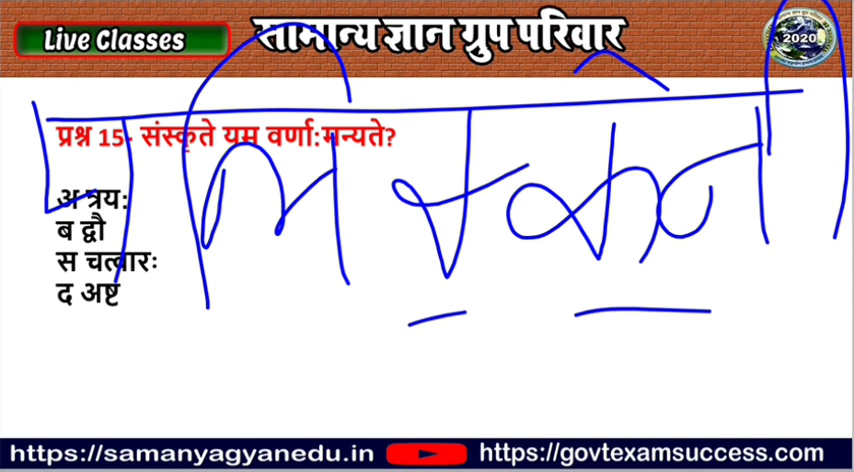 Live Classes
सामान्य ज्ञान ग्रुप परिवार
2020
प्रश्न 15- संस्कृते यम वर्णा:मन्यते?
अ त्रय:
ब द्वौ
स चत्वारः
द अष्ट
https://samanyagyanedu.in
https://govtexamsuccess.com